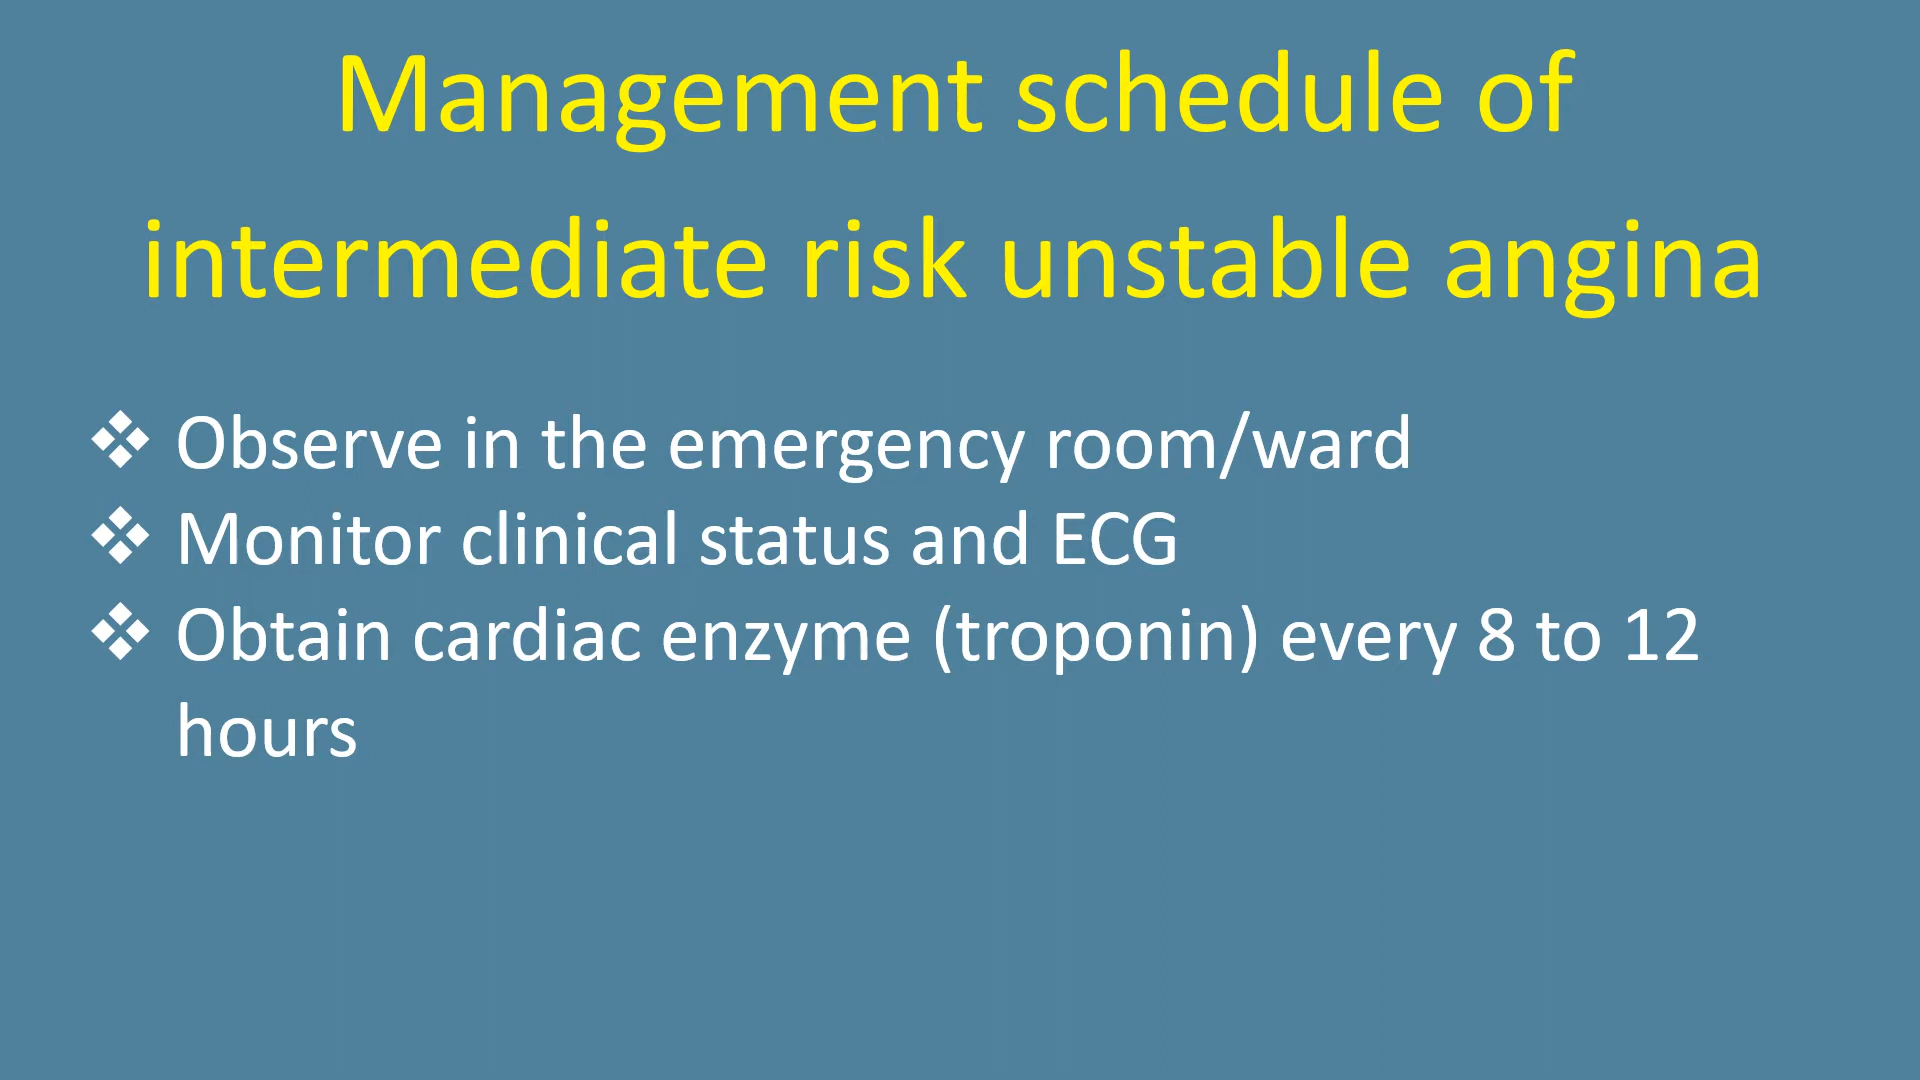 Management schedule of
intermediate risk unstable angina
❖ Observe in the emergency room/ward
❖ Monitor clinical status and ECG
❖ Obtain cardiac enzyme (troponin) every 8 to 12
hours